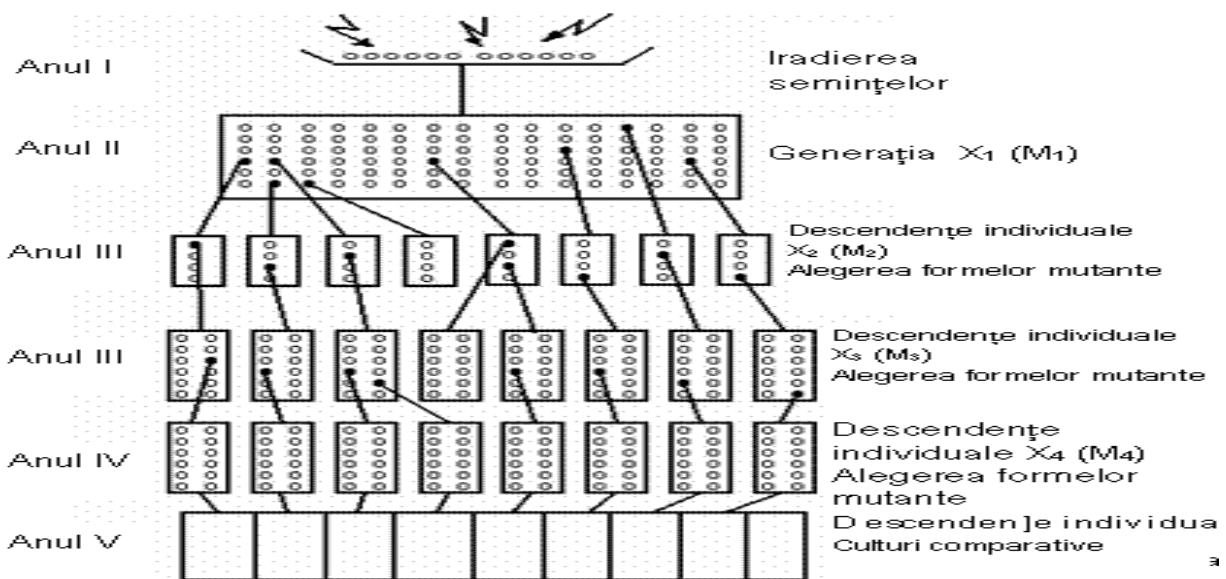 Anul I
Iradierea
semințelor
Anul II
Generația X₁ (M₁)
Anul III
Descendențe individuale
X₂ (M₂)
Alegerea formelor mutante
Anul III
Descendențe individuale
X₃ (M₃)
Alegerea formelor mutante
Anul IV
Descendențe
individuale X₄ (M₄)
Alegerea formelor
mutante
Anul V
Descenden]e individua
Culturi comparative
a